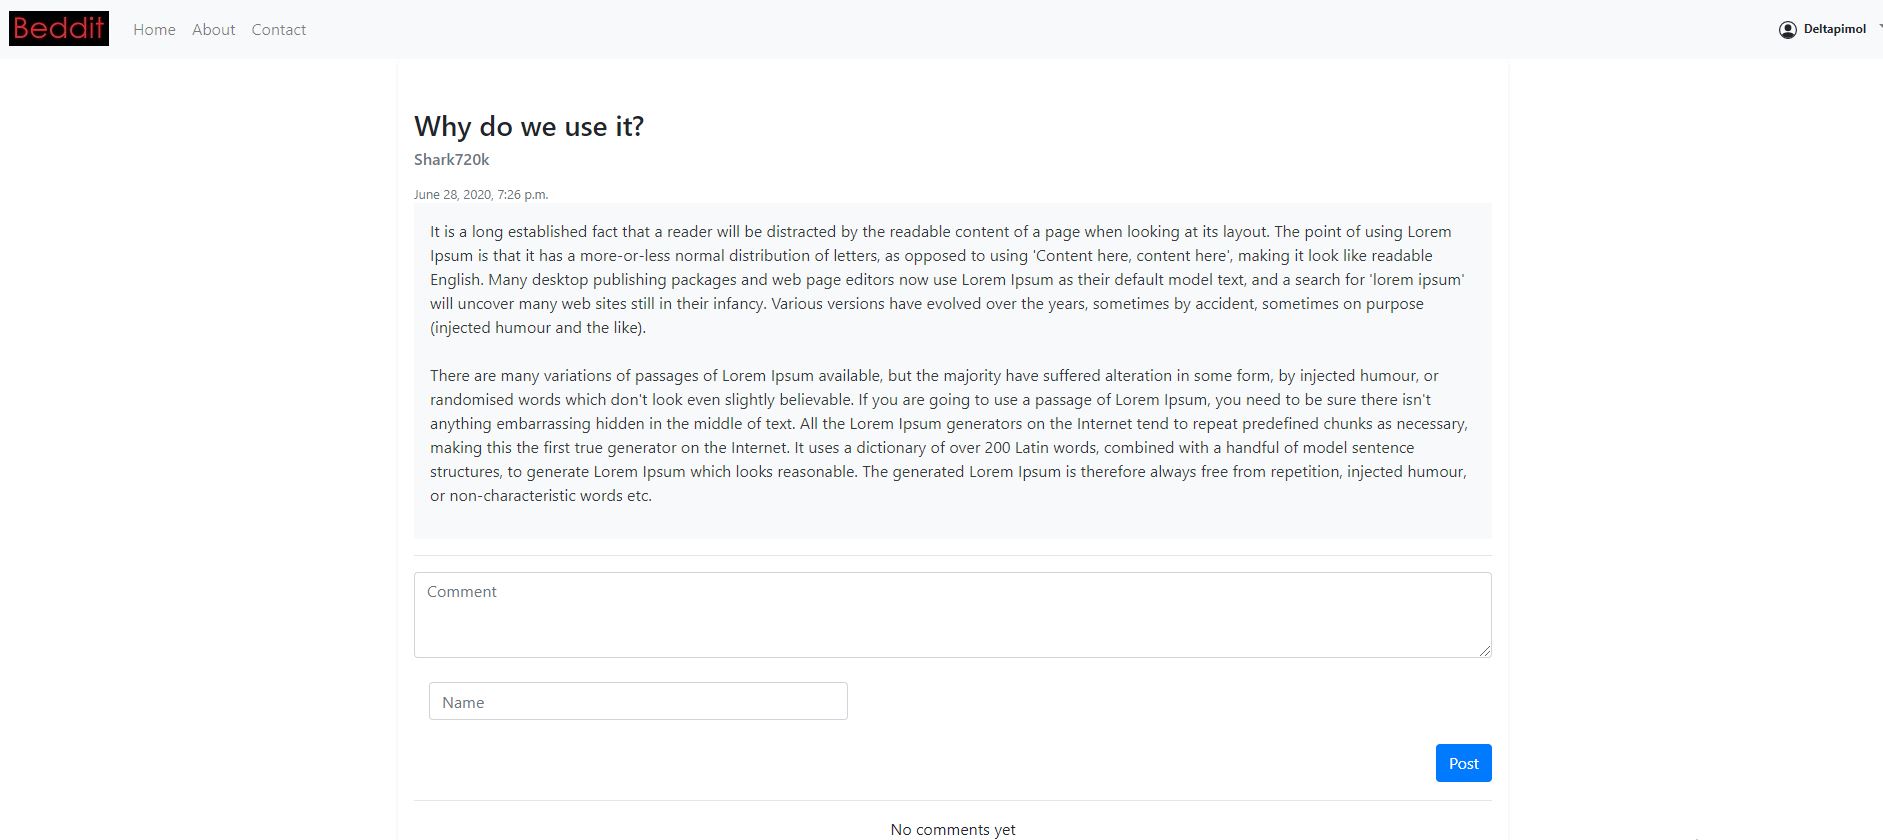 Beddit Home About Contact Deltapimol
Why do we use it?
Shark720k
June 28, 2020, 7:26 p.m.
It is a long established fact that a reader will be distracted by the readable content of a page when looking at its layout. The point of using Lorem
Ipsum is that it has a more-or-less normal distribution of letters, as opposed to using 'Content here, content here', making it look like readable
English. Many desktop publishing packages and web page editors now use Lorem Ipsum as their default model text, and a search for 'lorem ipsum'
will uncover many web sites still in their infancy. Various versions have evolved over the years, sometimes by accident, sometimes on purpose
(injected humour and the like).
There are many variations of passages of Lorem Ipsum available, but the majority have suffered alteration in some form, by injected humour, or
randomised words which don't look even slightly believable. If you are going to use a passage of Lorem Ipsum, you need to be sure there isn't
anything embarrassing hidden in the middle of text. All the Lorem Ipsum generators on the Internet tend to repeat predefined chunks as necessary,
making this the first true generator on the Internet. It uses a dictionary of over 200 Latin words, combined with a handful of model sentence
structures, to generate Lorem Ipsum which looks reasonable. The generated Lorem Ipsum is therefore always free from repetition, injected humour,
or non-characteristic words etc.
Comment
Name
Post
No comments yet